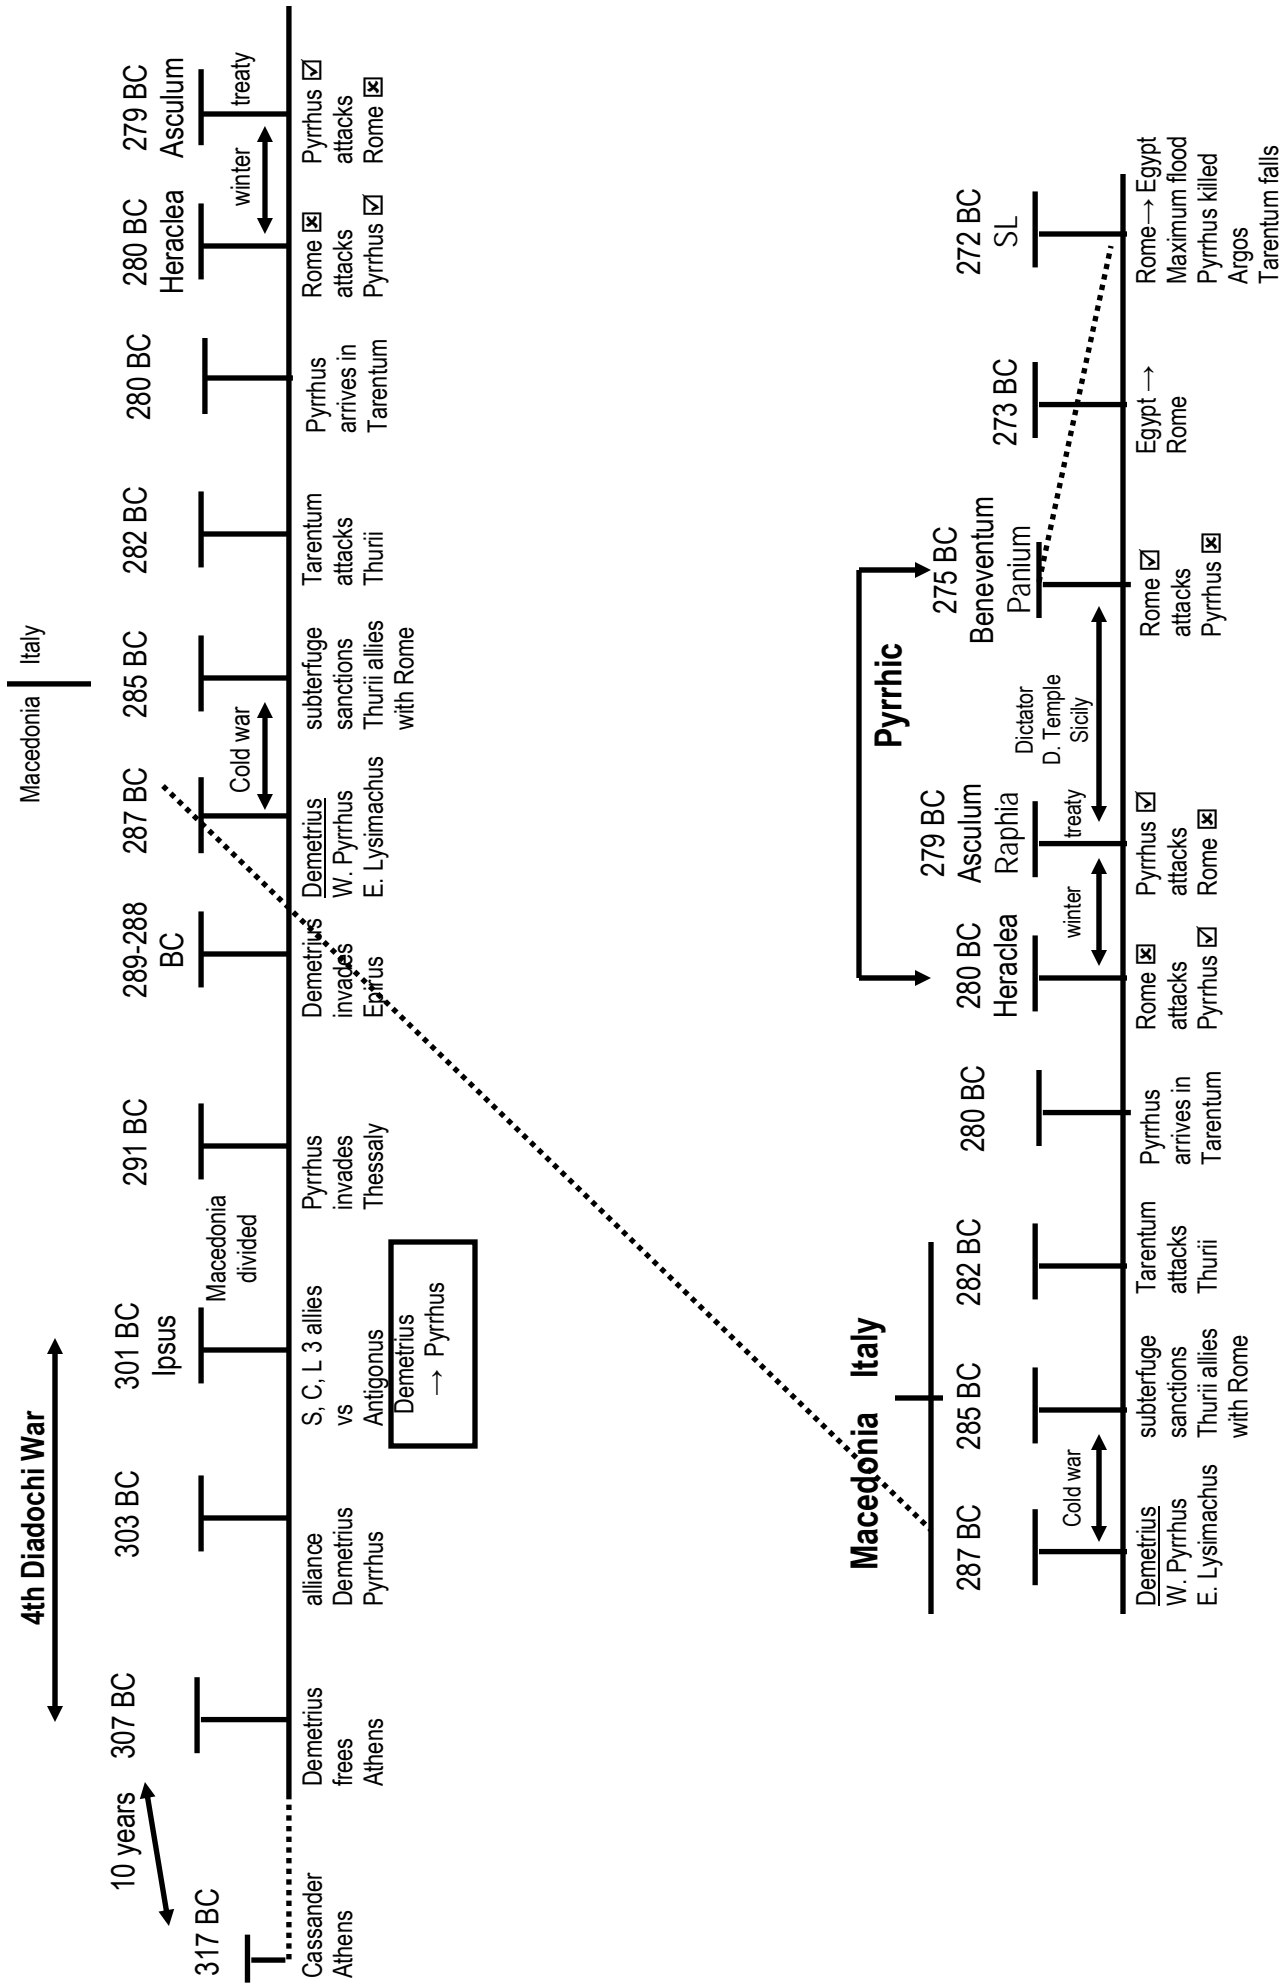 4th Diadochi War
Macedonia
Italy
10 years
317 BC
Cassander
Athens
307 BC
Demetrius
frees
Athens
303 BC
alliance
Demetrius
Pyrrhus
301 BC
Ipsus
S, C, L 3 allies
vs
Antigonus
Demetrius
→ Pyrrhus
Macedonia
divided
291 BC
Pyrrhus
invades
Thessaly
289-288
BC
Demetrius
invades
Epirus
287 BC
Demetrius
W. Pyrrhus
E. Lysimachus
Cold war
285 BC
subterfuge
sanctions
Thurii allies
with Rome
282 BC
Tarentum
attacks
Thurii
280 BC
Pyrrhus
arrives in
Tarentum
280 BC
Heraclea
Rome ☒
attacks
Pyrrhus ☑
winter
279 BC
Asculum
treaty
Pyrrhus ☑
attacks
Rome ☒
Macedonia
Italy
Pyrrhic
287 BC
Demetrius
W. Pyrrhus
E. Lysimachus
Cold war
285 BC
subterfuge
sanctions
Thurii allies
with Rome
282 BC
Tarentum
attacks
Thurii
280 BC
Pyrrhus
arrives in
Tarentum
280 BC
Heraclea
Rome ☒
attacks
Pyrrhus ☑
winter
279 BC
Asculum
Raphia
treaty
Pyrrhus ☑
attacks
Rome ☒
Dictator
D. Temple
Sicily
275 BC
Beneventum
Panium
Rome ☑
attacks
Pyrrhus ☒
273 BC
Egypt →
Rome
272 BC
SL
Rome→ Egypt
Maximum flood
Pyrrhus killed
Argos
Tarentum falls